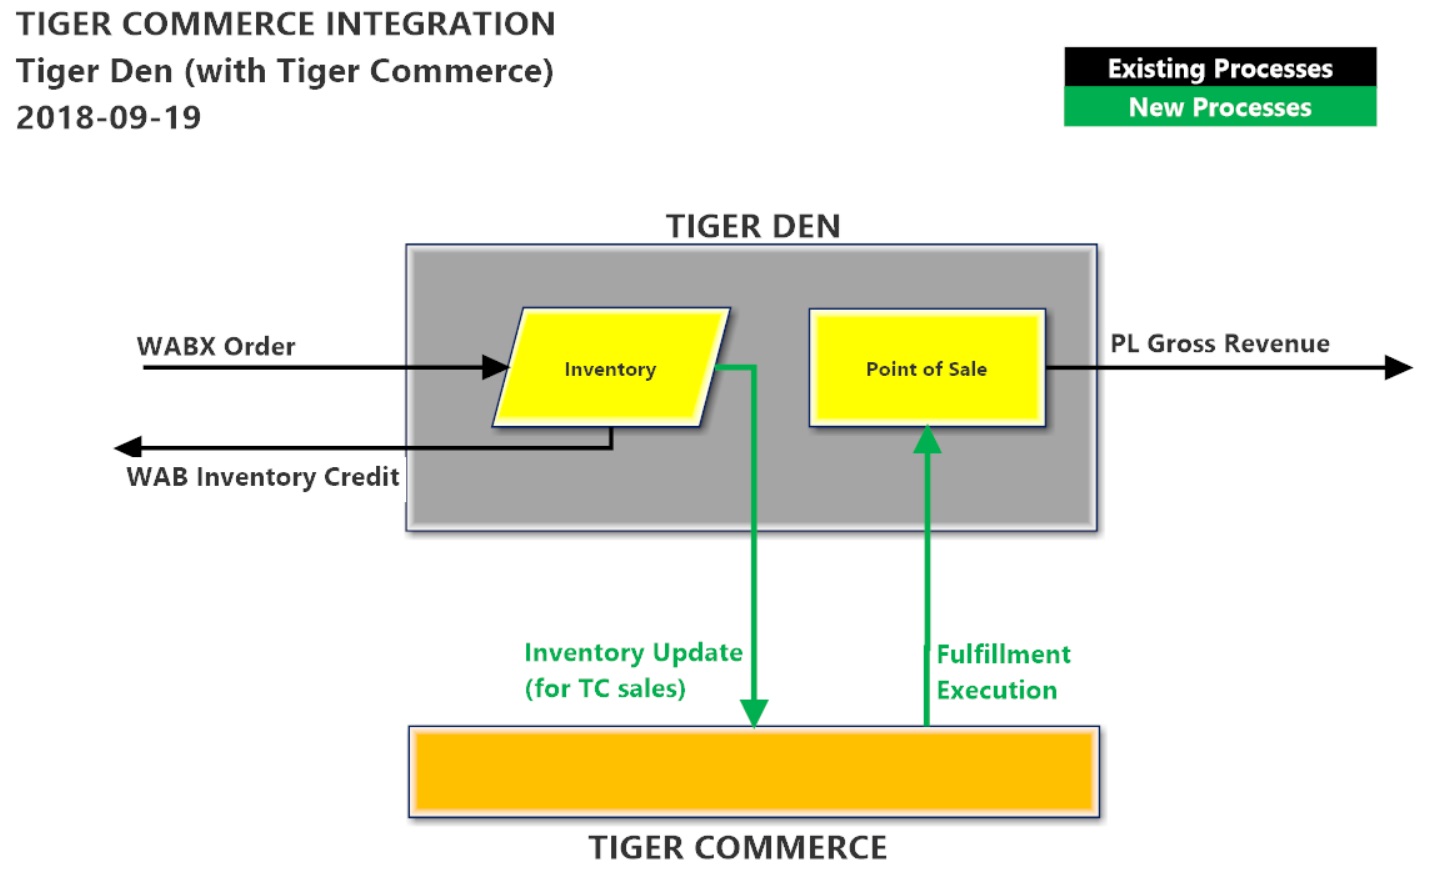 TIGER COMMERCE INTEGRATION
Tiger Den (with Tiger Commerce)
2018-09-19
Existing Processes
New Processes
TIGER DEN
WABX Order
Inventory
Point of Sale
PL Gross Revenue
WAB Inventory Credit
Inventory Update
(for TC sales)
Fulfillment
Execution
TIGER COMMERCE